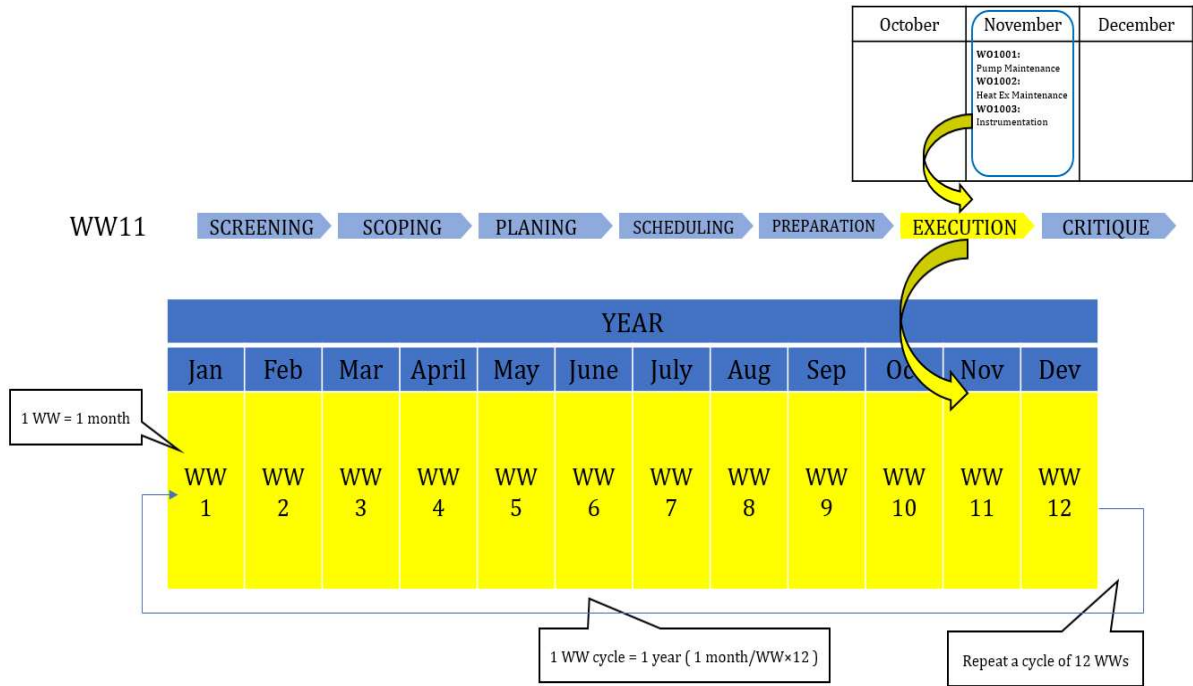 October November December
WO1001:
Pump Maintenance
WO1002:
Heat Ex Maintenance
WO1003:
Instrumentation
WW11 SCREENING SCOPING PLANING SCHEDULING PREPARATION EXECUTION CRITIQUE
YEAR
Jan Feb Mar April May June July Aug Sep Oc Nov Dev
1 WW = 1 month
WW WW WW WW WW WW WW WW WW WW WW WW
1 2 3 4 5 6 7 8 9 10 11 12
1 WW cycle = 1 year ( 1 month/WW×12 )
Repeat a cycle of 12 WWs